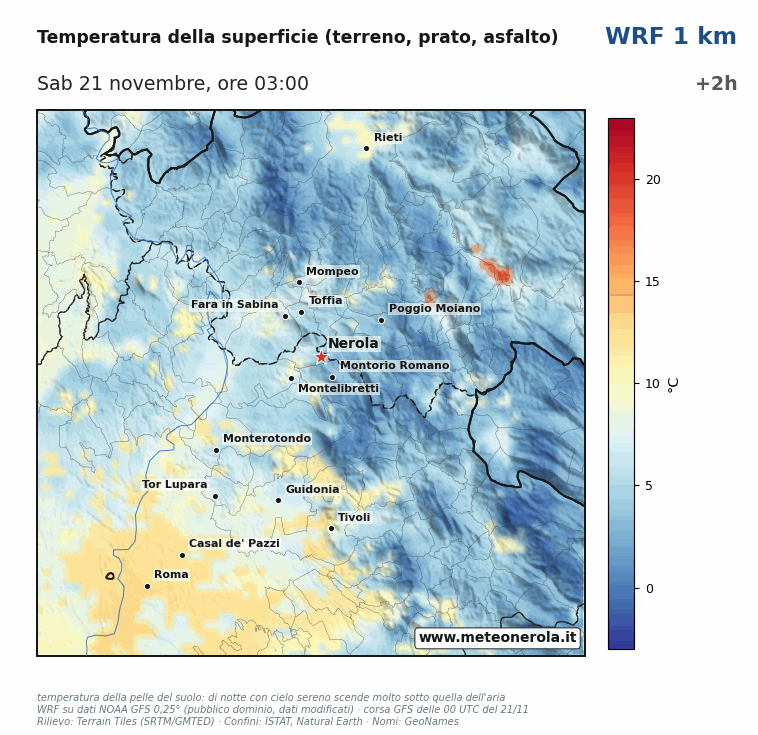 Temperatura della superficie (terreno, prato, asfalto)
WRF 1 km
Sab 21 novembre, ore 03:00
+2h
Rieti
20
Mompeo
Fara in Sabina
Toffia
Poggio Moiano
15
Nerola
Montorio Romano
Montelibretti
10
°C
Monterotondo
Tor Lupara
Guidonia
5
Tivoli
Casal de' Pazzi
Roma
0
www.meteonerola.it
temperatura della pelle del suolo: di notte con cielo sereno scende molto sotto quella dell'aria
WRF su dati NOAA GFS 0,25° (pubblico dominio, dati modificati) · corsa GFS delle 00 UTC del 21/11
Rilievo: Terrain Tiles (SRTM/GMTED) · Confini: ISTAT, Natural Earth · Nomi: GeoNames